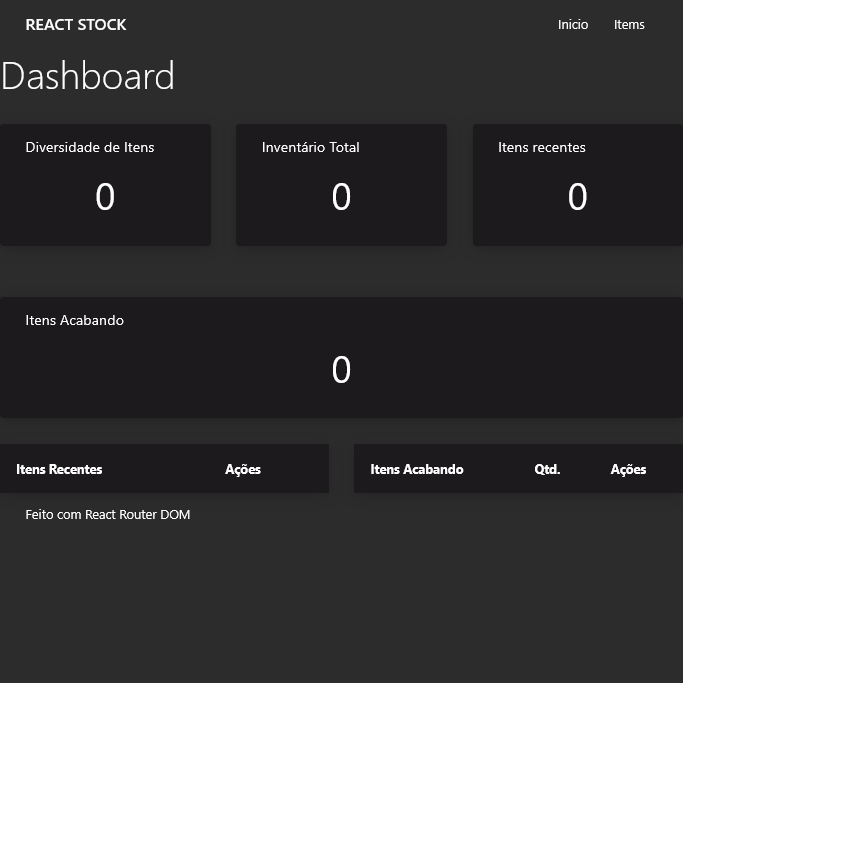 REACT STOCK Inicio Items
Dashboard
Diversidade de Itens Inventário Total Itens recentes
0 0 0
Itens Acabando
0
Itens Recentes Ações Itens Acabando Qtd. Ações
Feito com React Router DOM